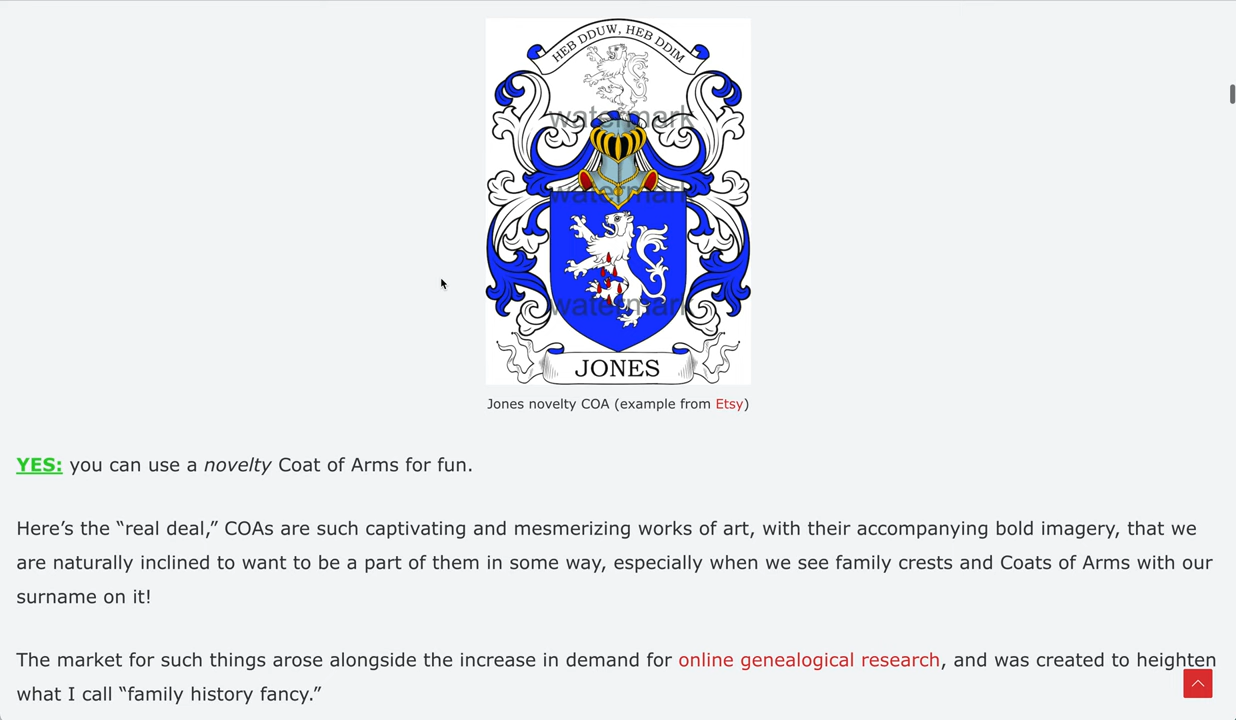 HEB DDUW, HEB DDIM
watermark
watermark
watermark
JONES
Jones novelty COA (example from Etsy)
YES: you can use a novelty Coat of Arms for fun.
Here’s the “real deal,” COAs are such captivating and mesmerizing works of art, with their accompanying bold imagery, that we
are naturally inclined to want to be a part of them in some way, especially when we see family crests and Coats of Arms with our
surname on it!
The market for such things arose alongside the increase in demand for online genealogical research, and was created to heighten
what I call “family history fancy.”